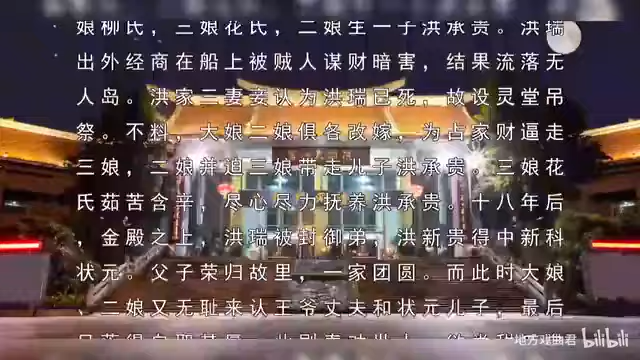 娘柳氏，三娘花氏，二娘生一子洪承贵。洪瑞
出外经商在船上被贼人谋财暗害，结果流落无
人岛。洪家三妻妾认为洪瑞已死，故设灵堂吊
祭。不料，大娘二娘俱各改嫁，为占家财逼走
三娘，二娘并迫三娘带走儿子洪承贵。三娘花
氏茹苦含辛，尽心尽力抚养洪承贵。十八年后
，金殿之上，洪瑞被封御弟，洪新贵得中新科
状元。父子荣归故里，一家团圆。而此时大娘
、二娘又无耻来认王爷丈夫和状元儿子，最后
地方戏曲君 bilibili